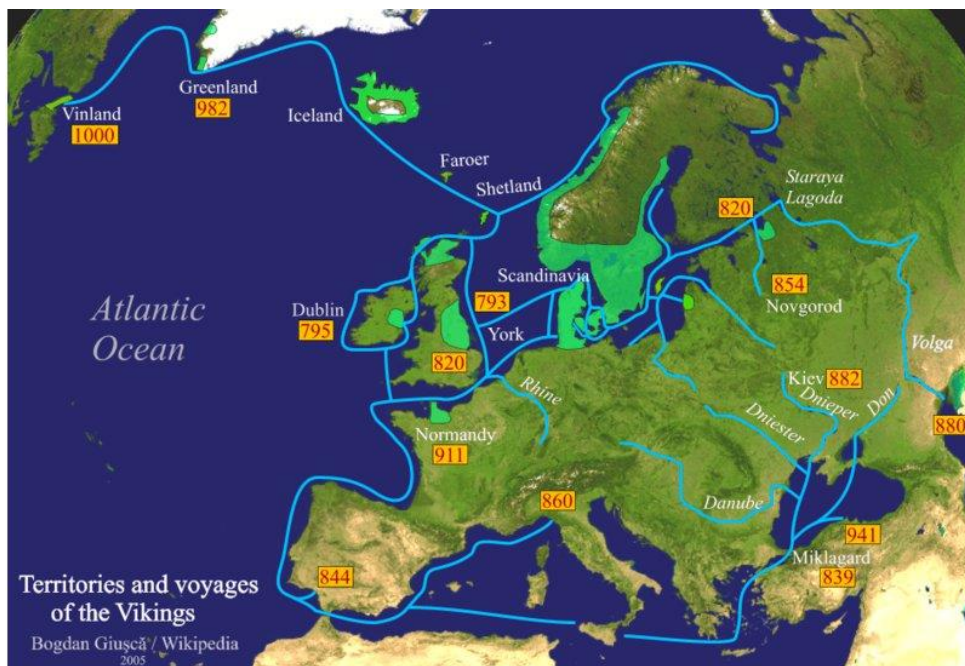 Vinland
1000
Greenland
982
Iceland
Faroer
Shetland
Staraya
Lagoda
820
Scandinavia
854
Novgorod
Dublin
795
793
York
820
Atlantic
Ocean
Volga
Kiev 882
Rhine
Dnieper
Don
Dniester
880
Normandy
911
Danube
860
941
Miklagard
839
844
Territories and voyages
of the Vikings
Bogdan Giuşcă / Wikipedia
2005